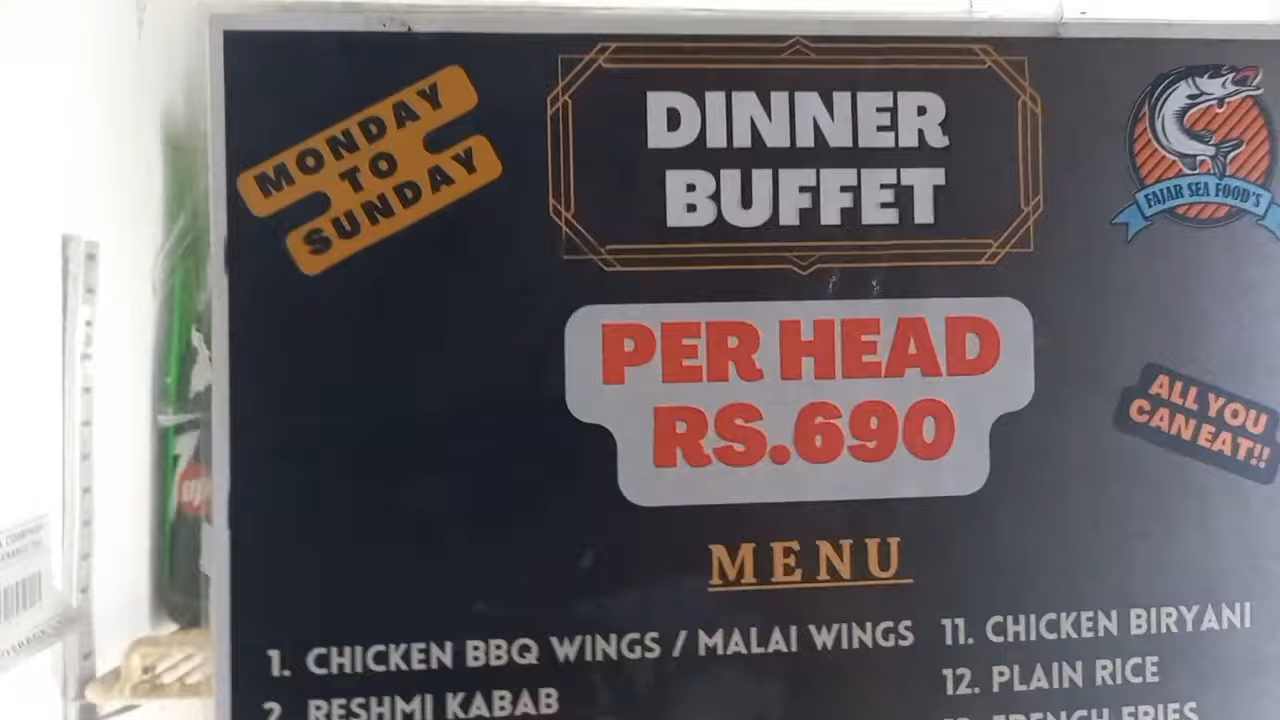 MONDAY
TO
SUNDAY
DINNER
BUFFET
FAJAR SEA FOOD'S
PER HEAD
RS.690
ALL YOU
CAN EAT!!
MENU
1. CHICKEN BBQ WINGS / MALAI WINGS
2. RESHMI KABAB
11. CHICKEN BIRYANI
12. PLAIN RICE
FRENCH FRIES